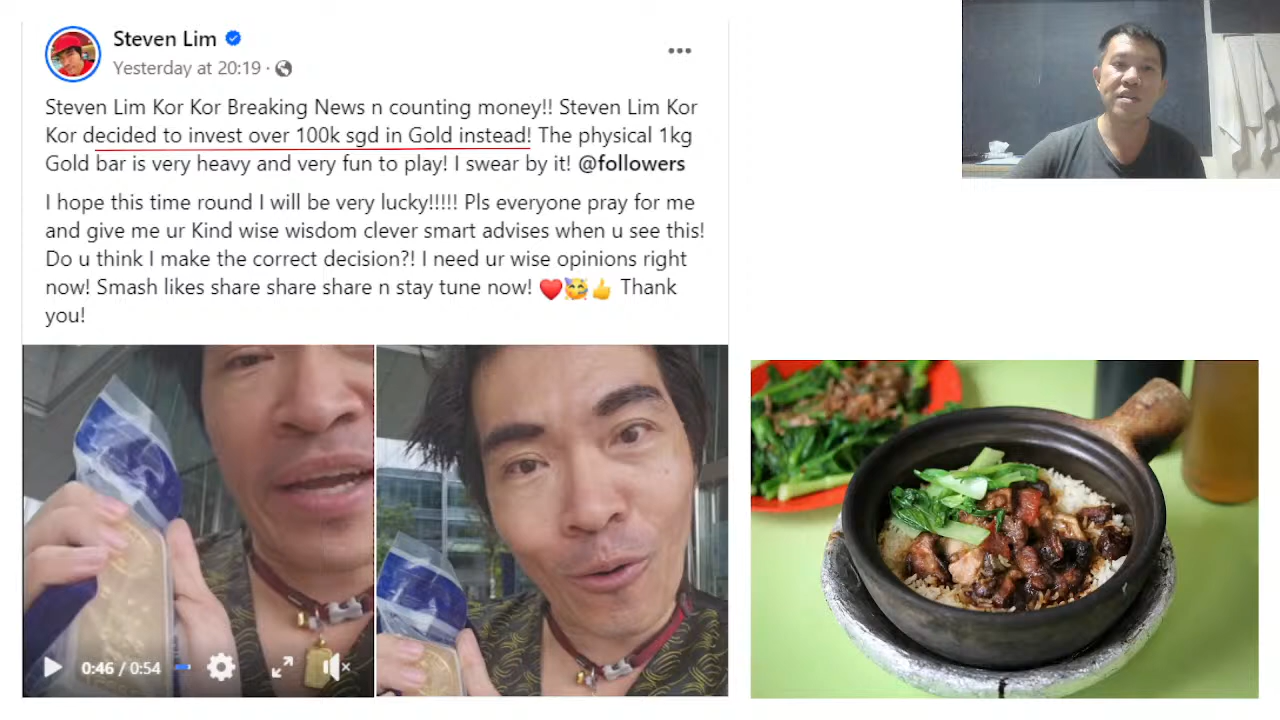 Steven Lim
Yesterday at 20:19 ·
Steven Lim Kor Kor Breaking News n counting money!! Steven Lim Kor
Kor decided to invest over 100k sgd in Gold instead! The physical 1kg
Gold bar is very heavy and very fun to play! I swear by it! @followers
I hope this time round I will be very lucky!!!!! Pls everyone pray for me
and give me ur Kind wise wisdom clever smart advises when u see this!
Do u think I make the correct decision?! I need ur wise opinions right
now! Smash likes share share share n stay tune now! ❤️🥳👍 Thank
you!
0:46 / 0:54